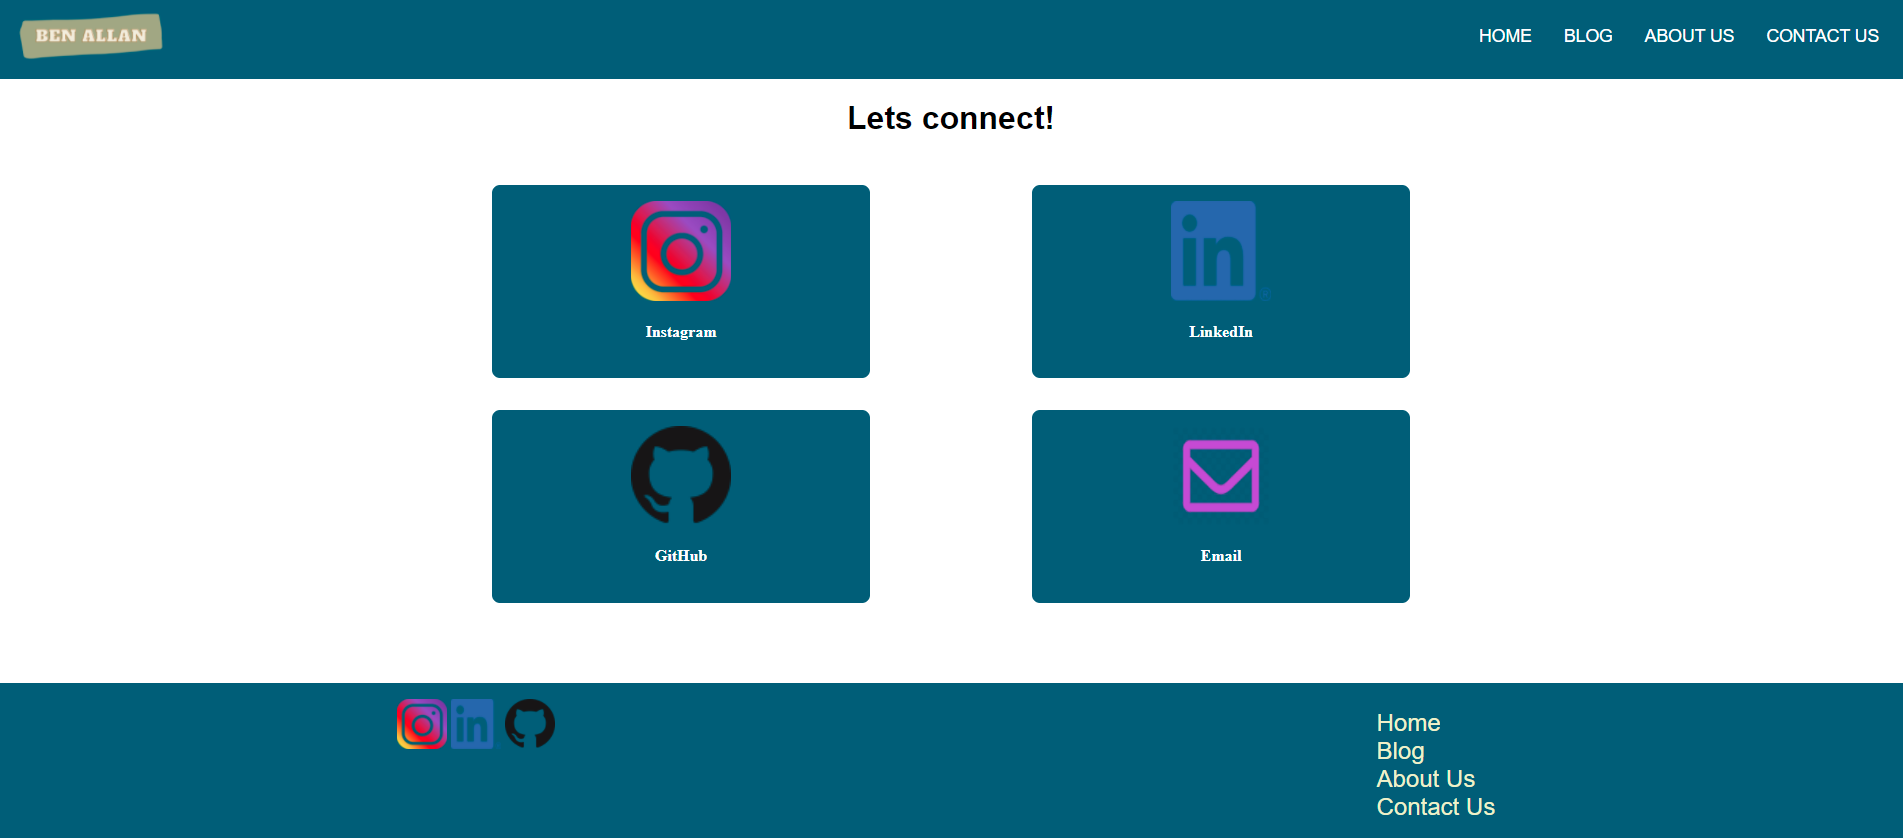 BEN ALLAN
HOME BLOG ABOUT US CONTACT US
Lets connect!
Instagram
LinkedIn
GitHub
Email
Home
Blog
About Us
Contact Us